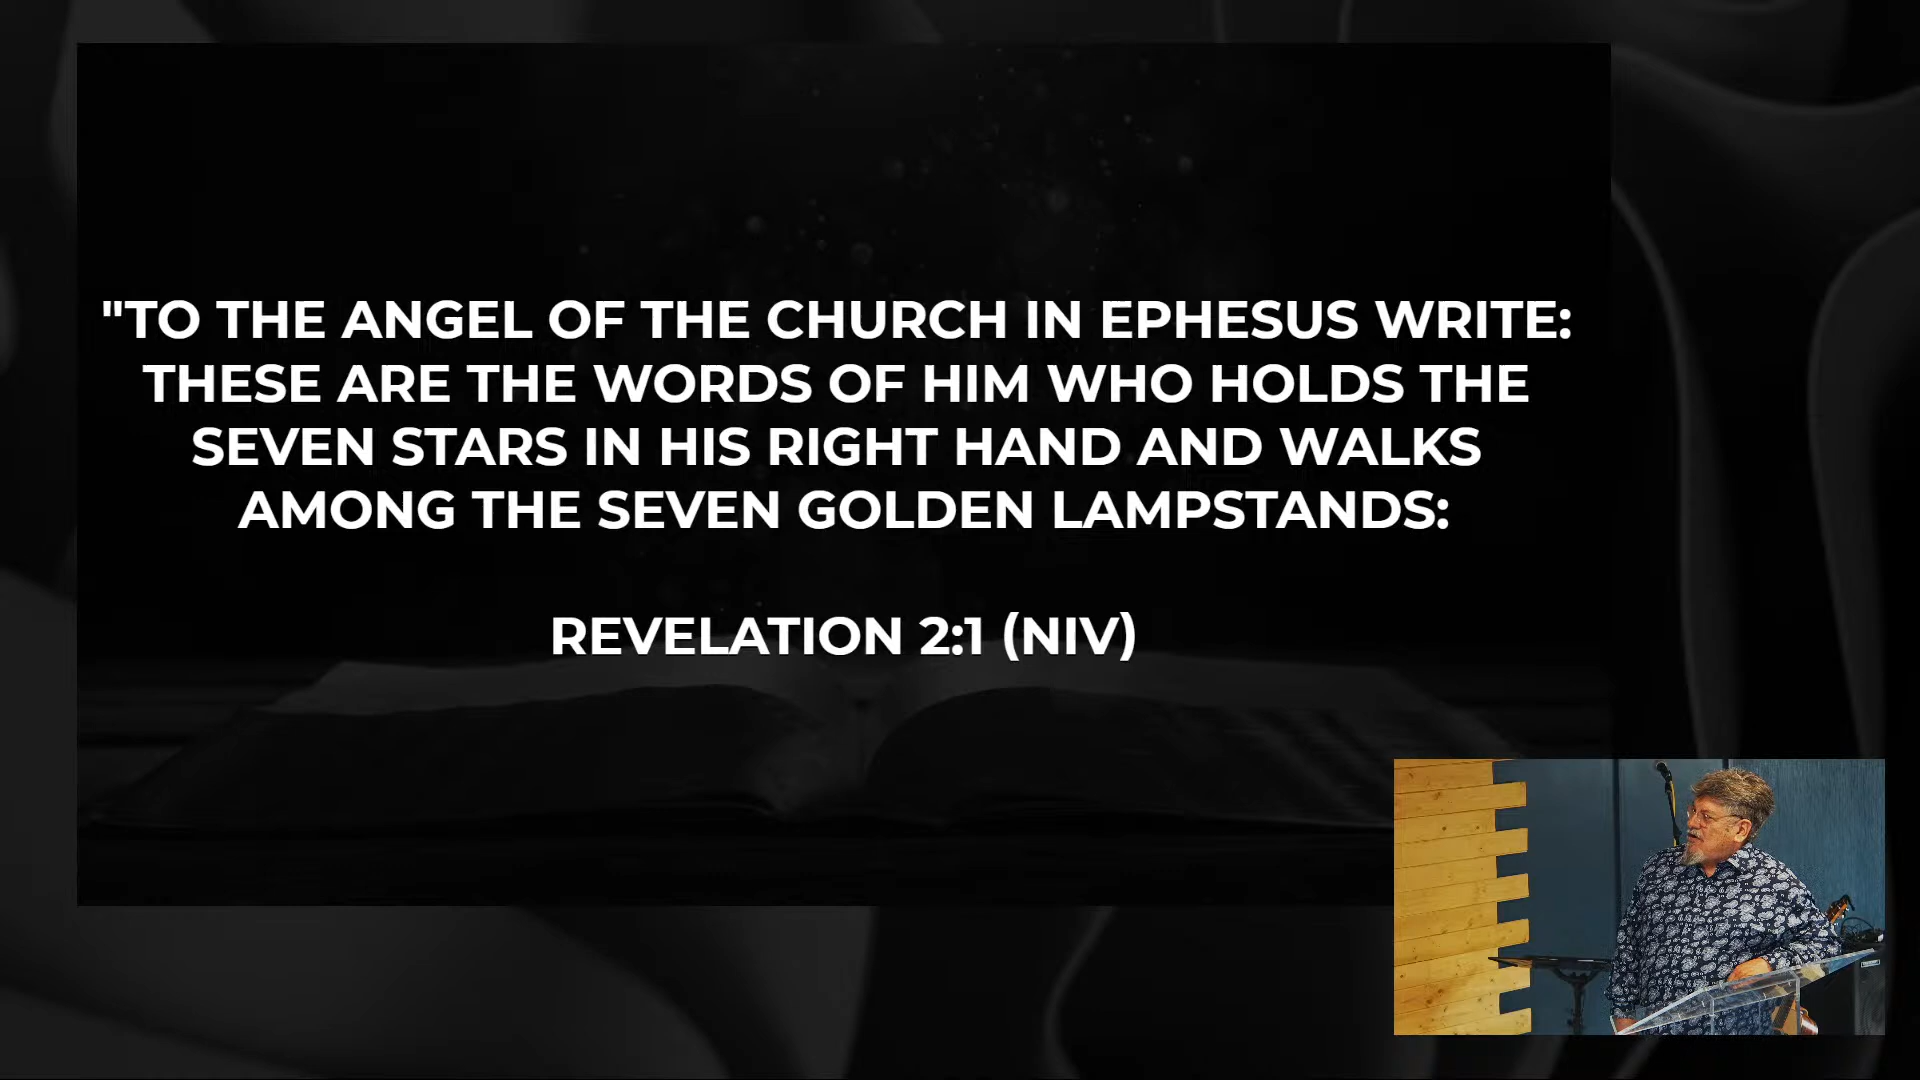 "TO THE ANGEL OF THE CHURCH IN EPHESUS WRITE:
THESE ARE THE WORDS OF HIM WHO HOLDS THE
SEVEN STARS IN HIS RIGHT HAND AND WALKS
AMONG THE SEVEN GOLDEN LAMPSTANDS:
REVELATION 2:1 (NIV)